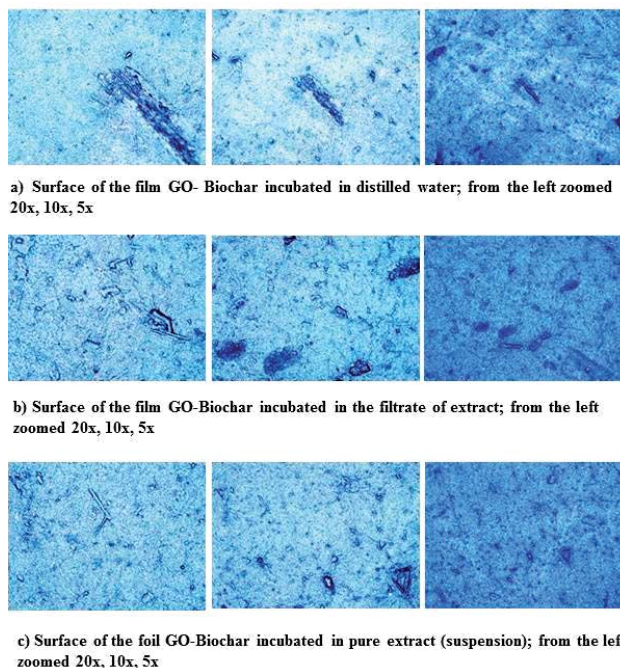 a) Surface of the film GO- Biochar incubated in distilled water; from the left zoomed
20x, 10x, 5x
b) Surface of the film GO-Biochar incubated in the filtrate of extract; from the left
zoomed 20x, 10x, 5x
c) Surface of the foil GO-Biochar incubated in pure extract (suspension); from the lef
zoomed 20x, 10x, 5x